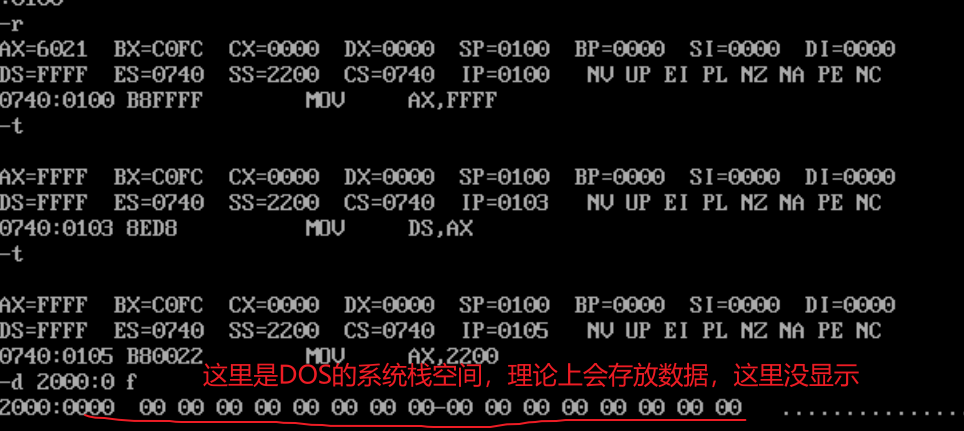 :0100
-r
AX=6021 BX=C0FC CX=0000 DX=0000 SP=0100 BP=0000 SI=0000 DI=0000
DS=FFFF ES=0740 SS=2200 CS=0740 IP=0100 NV UP EI PL NZ NA PE NC
0740:0100 B8FFFF MOV AX,FFFF
-t
AX=FFFF BX=C0FC CX=0000 DX=0000 SP=0100 BP=0000 SI=0000 DI=0000
DS=FFFF ES=0740 SS=2200 CS=0740 IP=0103 NV UP EI PL NZ NA PE NC
0740:0103 8ED8 MOV DS,AX
-t
AX=FFFF BX=C0FC CX=0000 DX=0000 SP=0100 BP=0000 SI=0000 DI=0000
DS=FFFF ES=0740 SS=2200 CS=0740 IP=0105 NV UP EI PL NZ NA PE NC
0740:0105 B80022 MOV AX,2200
-d 2000:0 f 这里是DOS的系统栈空间，理论上会存放数据，这里没显示
2000:0000 00 00 00 00 00 00 00 00-00 00 00 00 00 00 00 00 ...............